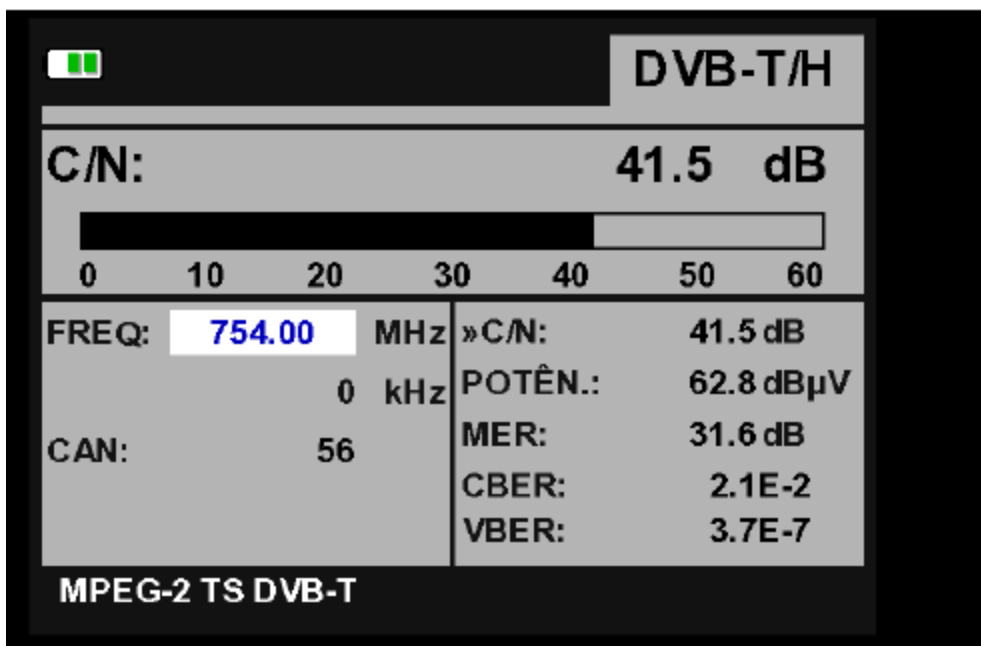 DVB-T/H
C/N: 41.5 dB
0 10 20 30 40 50 60
FREQ: 754.00 MHz
0 kHz
CAN: 56
»C/N: 41.5 dB
POTÊN.: 62.8 dBµV
MER: 31.6 dB
CBER: 2.1E-2
VBER: 3.7E-7
MPEG-2 TS DVB-T